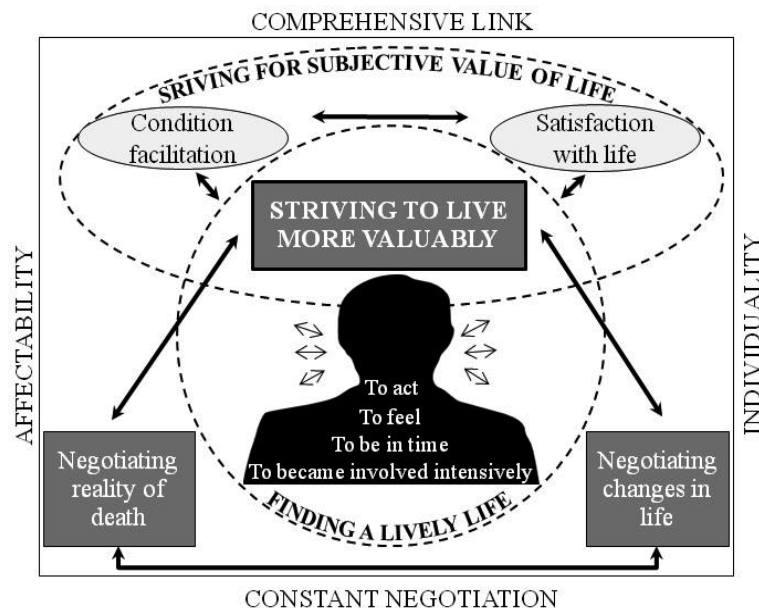 COMPREHENSIVE LINK
SRIVING FOR SUBJECTIVE VALUE OF LIFE
Condition
facilitation
Satisfaction
with life
STRIVING TO LIVE
MORE VALUABLY
AFFECTABILITY
INDIVIDUALITY
To act
To feel
To be in time
To became involved intensively
Negotiating
reality of
death
Negotiating
changes in
life
FINDING A LIVELY LIFE
CONSTANT NEGOTIATION